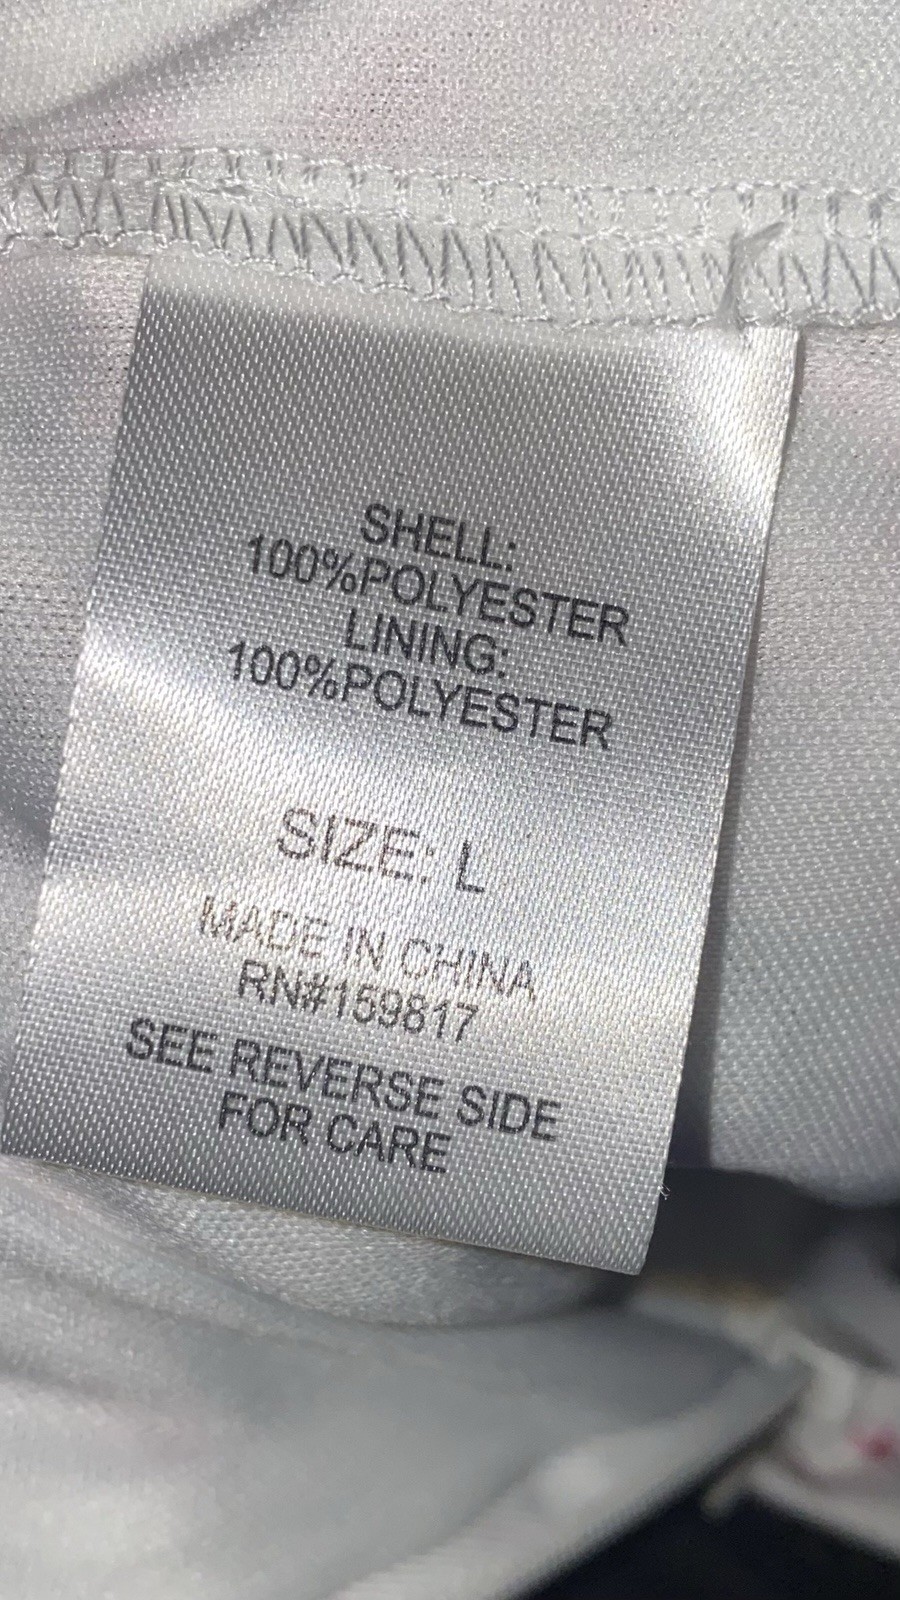 SHELL:
100%POLYESTER
LINING:
100%POLYESTER
SIZE: L
MADE IN CHINA
RN#159817
SEE REVERSE SIDE
FOR CARE